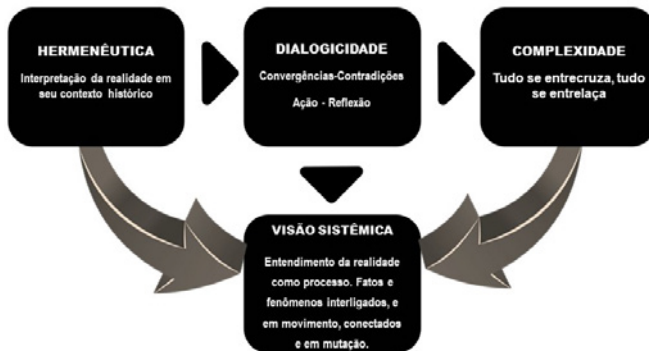 HERMENÊUTICA
Interpretação da realidade em
seu contexto histórico
DIALOGICIDADE
Convergências-Contradições
Ação - Reflexão
COMPLEXIDADE
Tudo se entrecruza, tudo
se entrelaça
VISÃO SISTÊMICA
Entendimento da realidade
como processo. Fatos e
fenômenos interligados, e
em movimento, conectados
e em mutação.